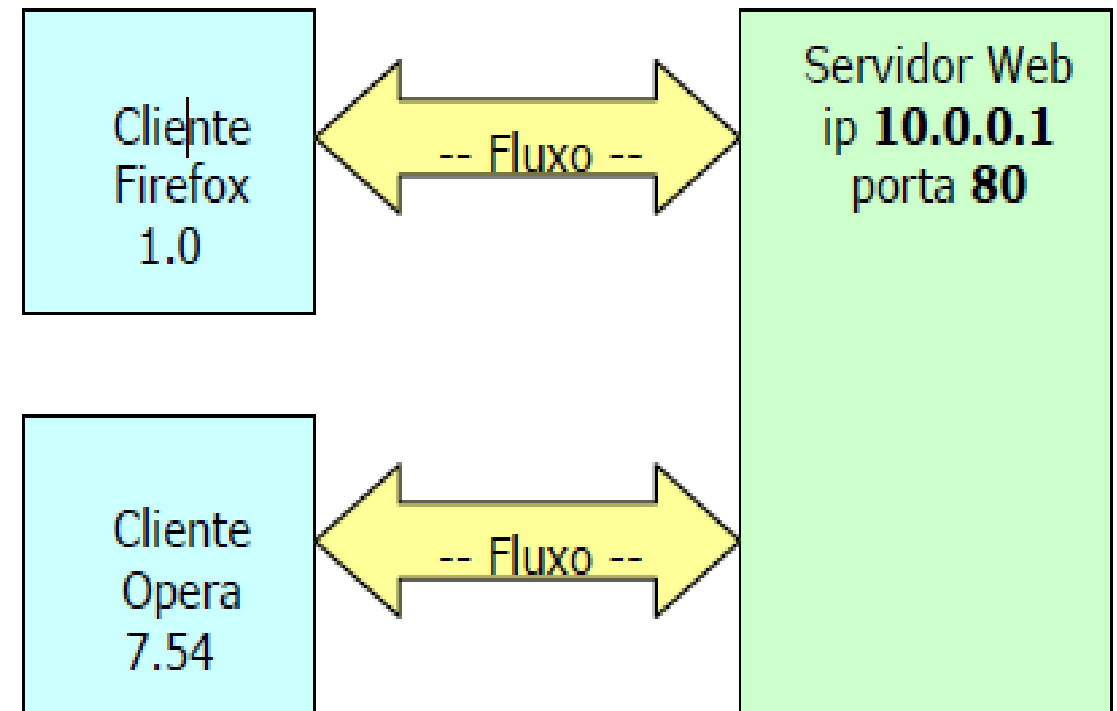 Cliente
Firefox
1.0
-- Fluxo --
Servidor Web
ip 10.0.0.1
porta 80
Cliente
Opera
7.54
-- Fluxo --